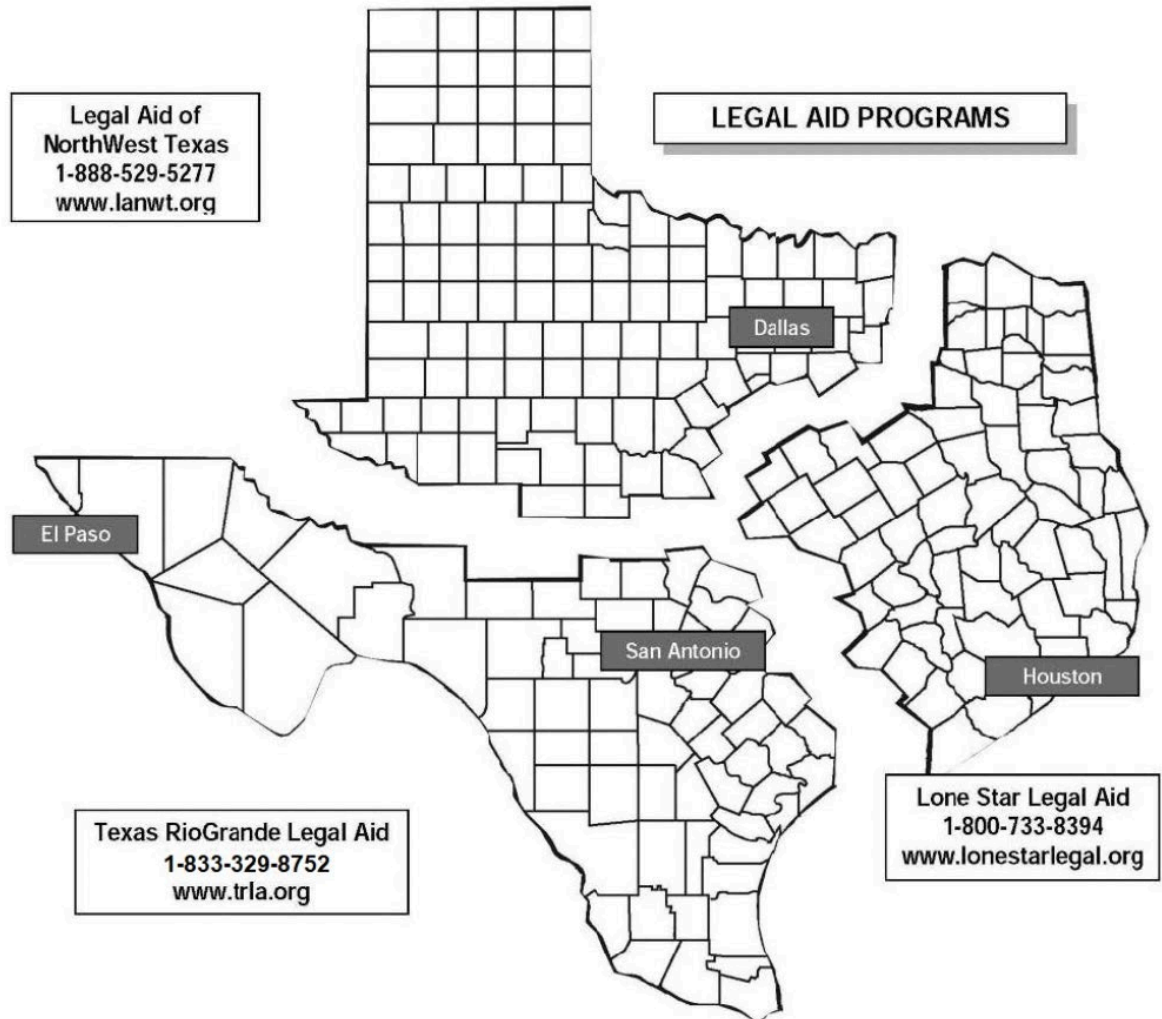 Legal Aid of
NorthWest Texas
1-888-529-5277
www.lanwt.org
LEGAL AID PROGRAMS
Dallas
El Paso
San Antonio
Houston
Texas RioGrande Legal Aid
1-833-329-8752
www.trla.org
Lone Star Legal Aid
1-800-733-8394
www.lonestarlegal.org